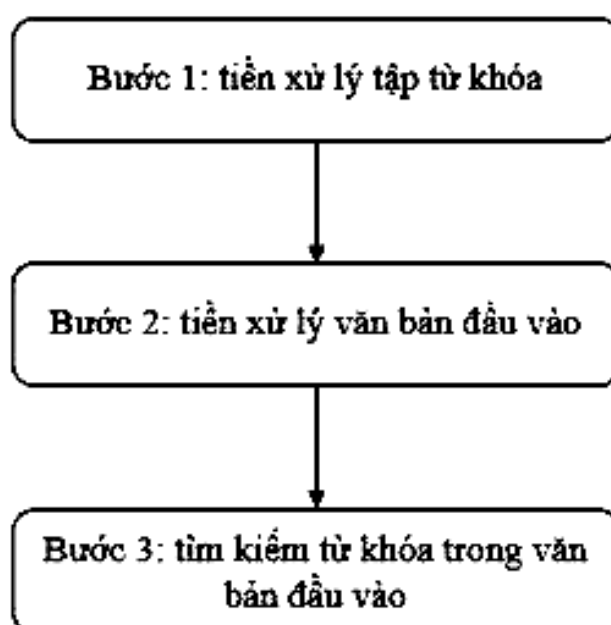 Bước 1: tiền xử lý tập từ khóa
Bước 2: tiền xử lý văn bản đầu vào
Bước 3: tìm kiếm từ khóa trong văn
bản đầu vào